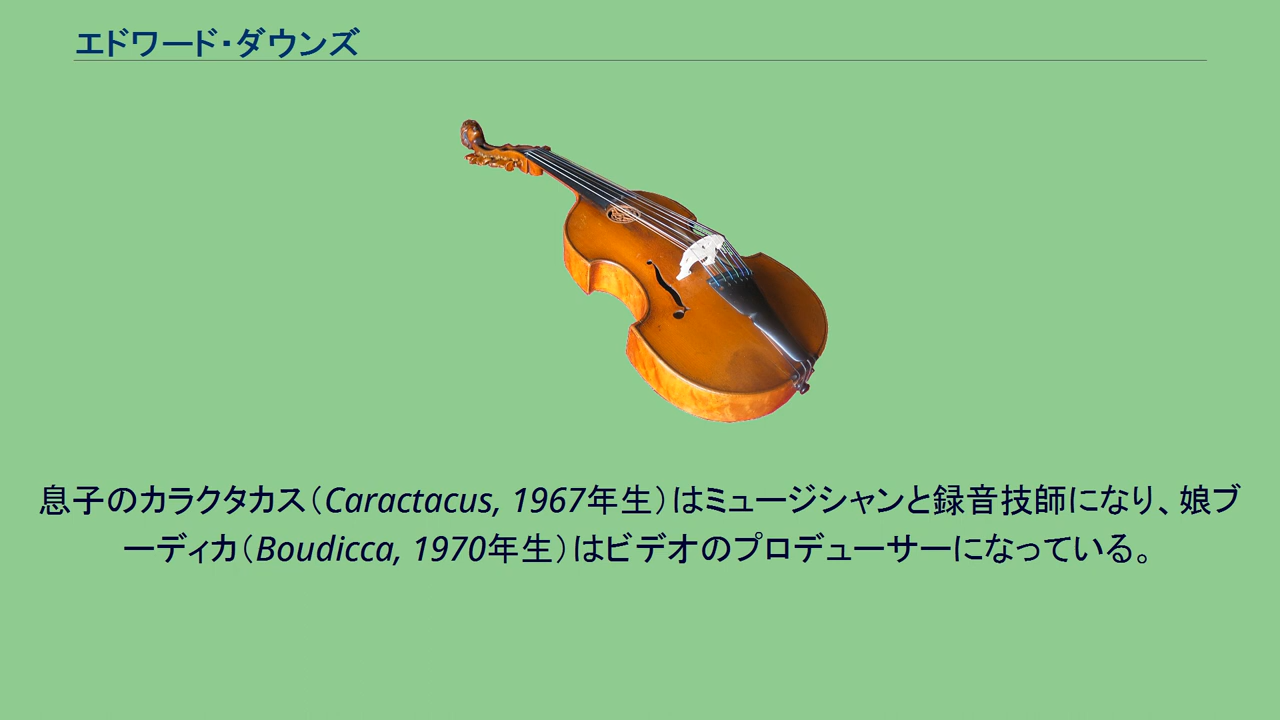 エドワード・ダウンズ
息子のカラクタカス（Caractacus, 1967年生）はミュージシャンと録音技師になり、娘ブ
ーディカ（Boudicca, 1970年生）はビデオのプロデューサーになっている。